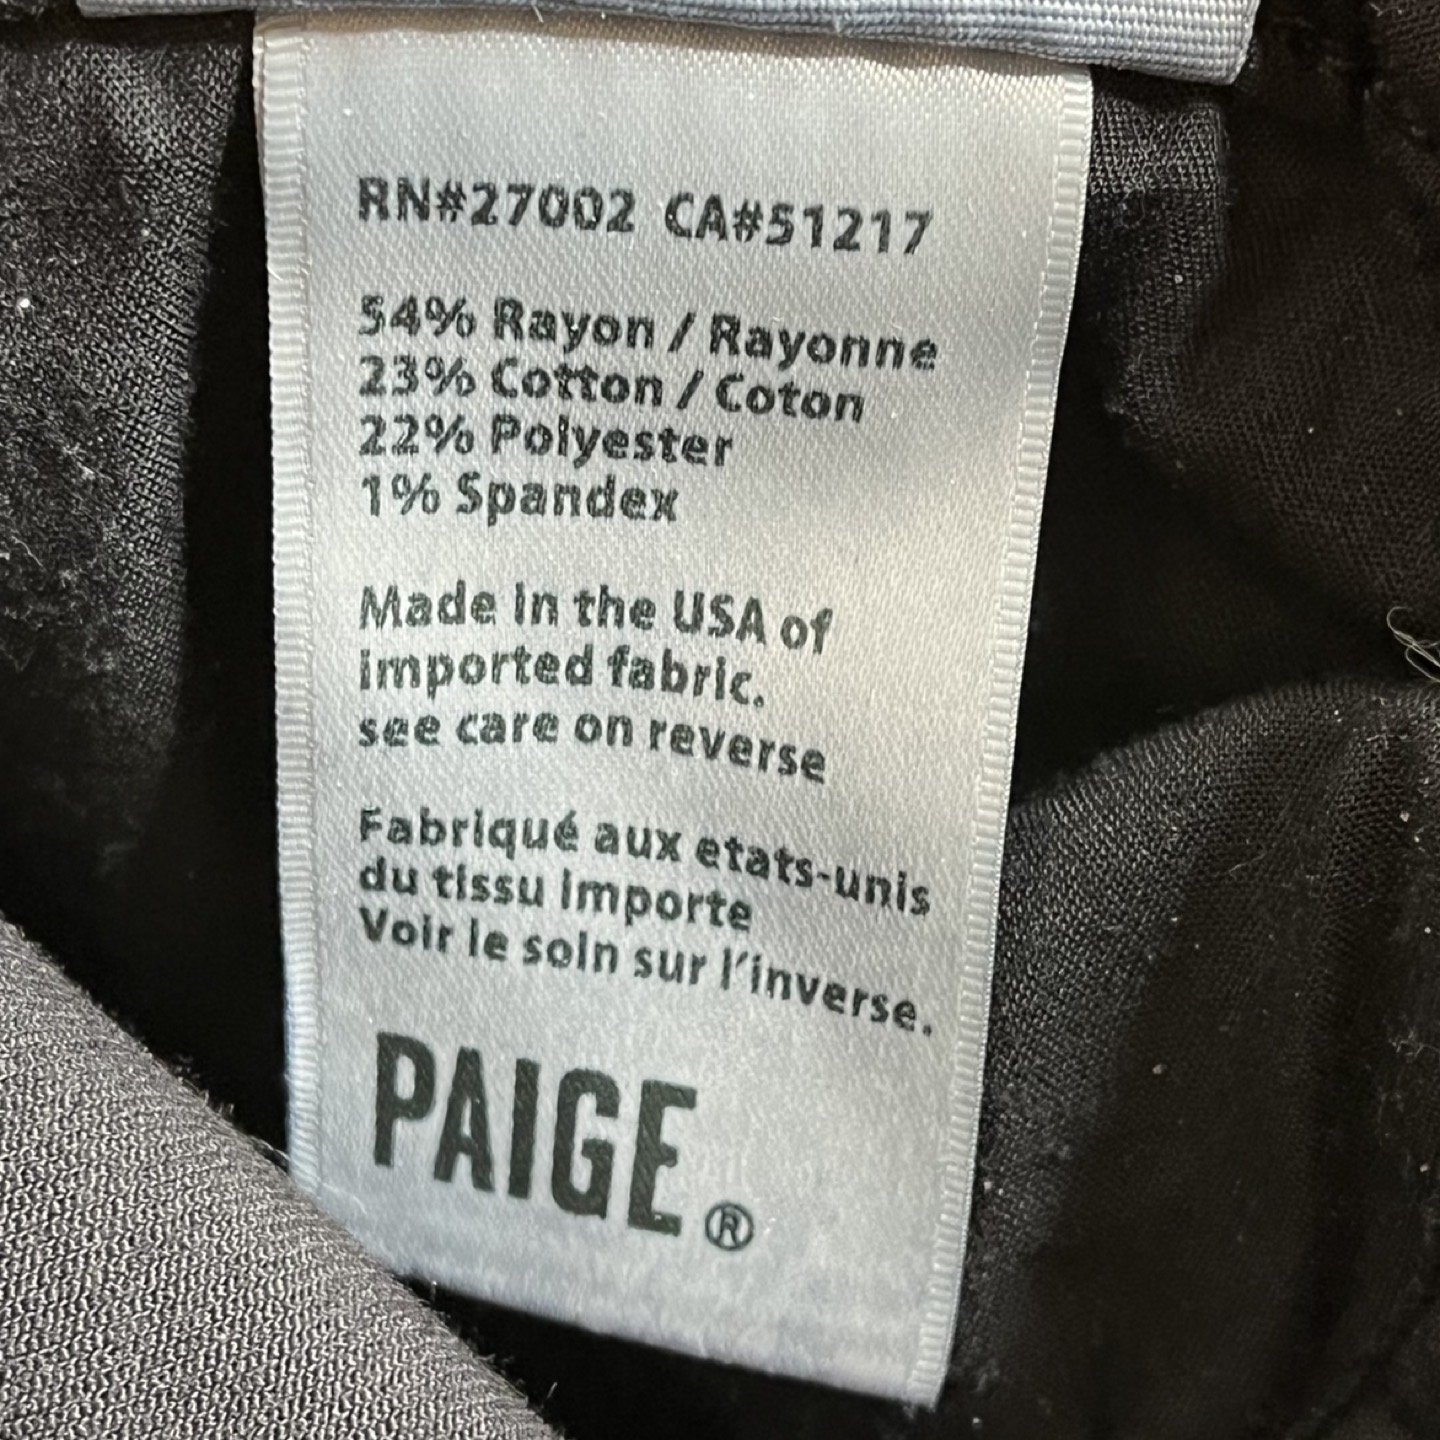 RN#27002 CA#51217
54% Rayon / Rayonne
23% Cotton / Coton
22% Polyester
1% Spandex
Made in the USA of
imported fabric.
see care on reverse
Fabriqué aux etats-unis
du tissu importe
Voir le soin sur l'inverse.
PAIGE®